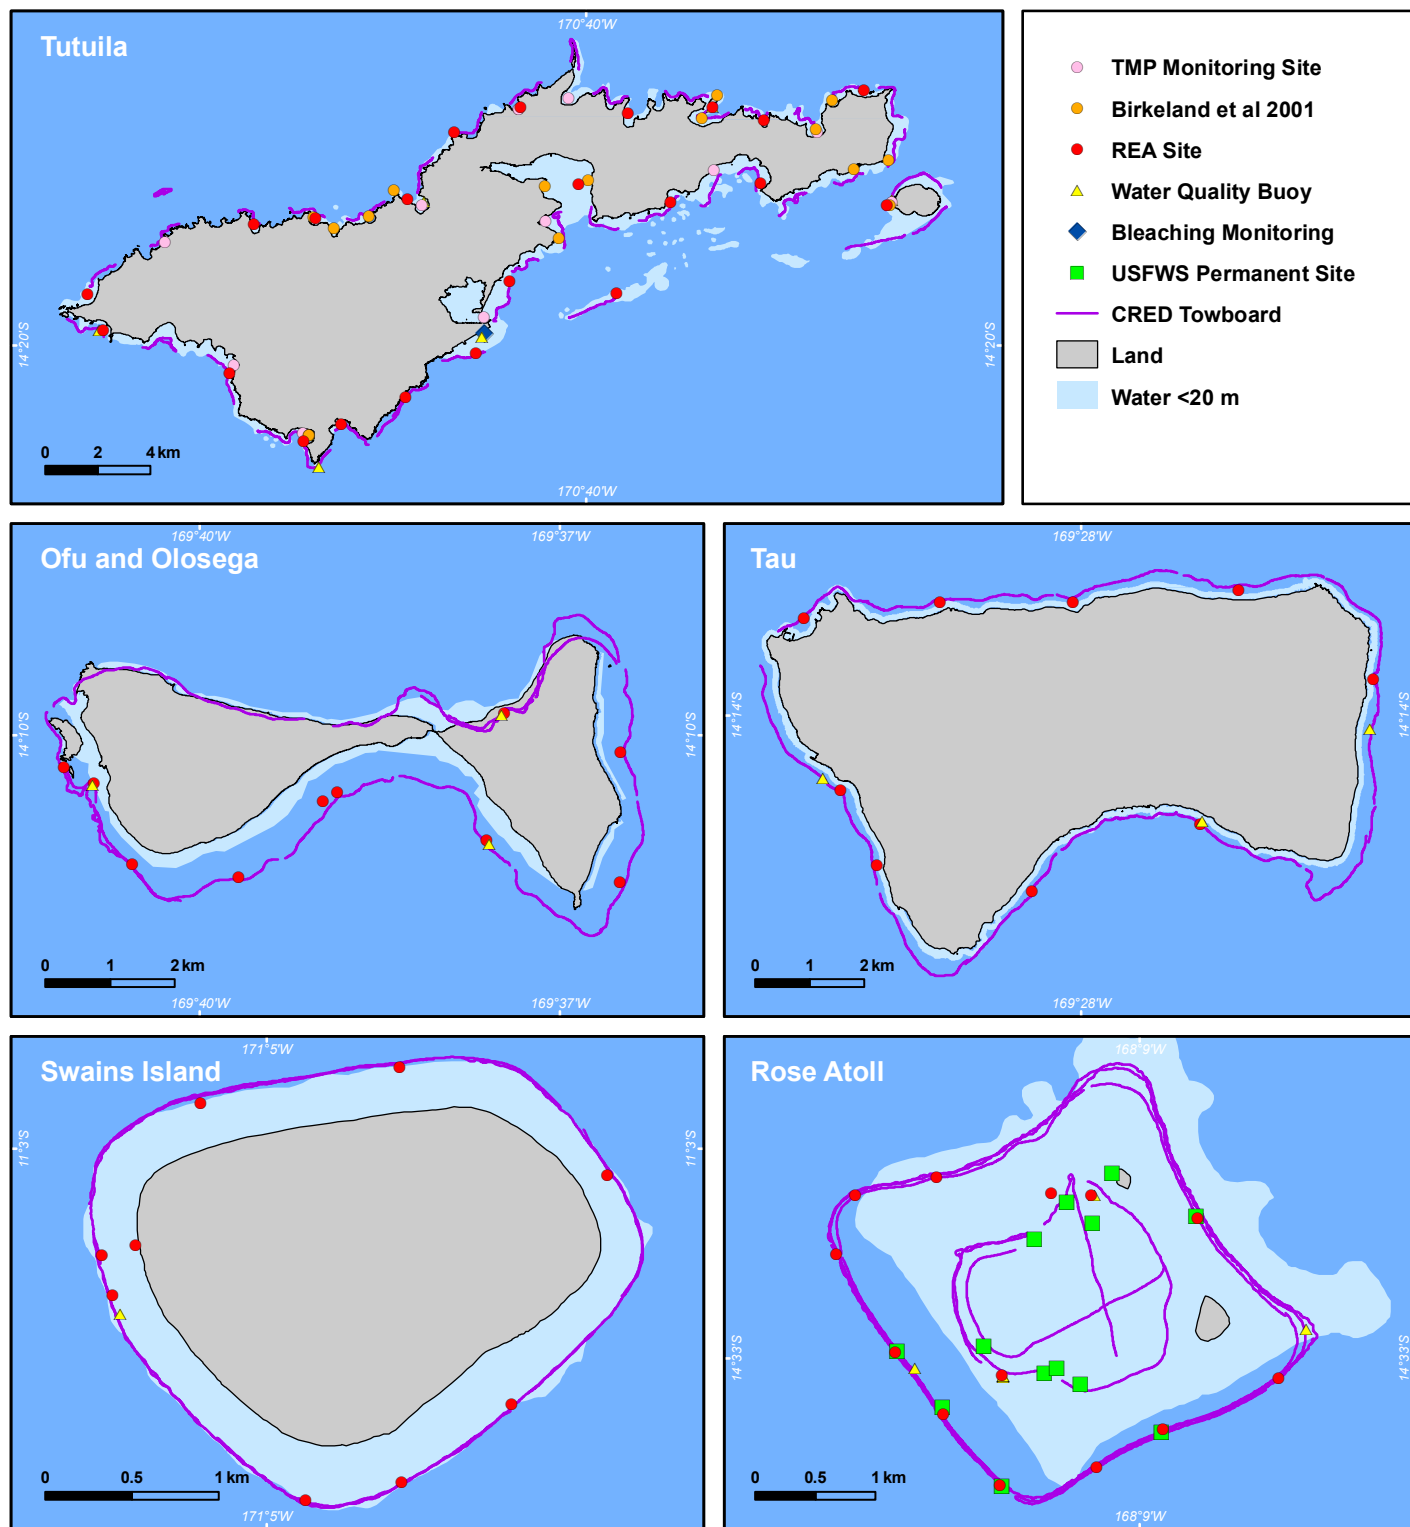 Tutuila
170°40'W
14°20'S
14°20'S
0 2 4 km
170°40'W
TMP Monitoring Site
Birkeland et al 2001
REA Site
Water Quality Buoy
Bleaching Monitoring
USFWS Permanent Site
CRED Towboard
Land
Water <20 m
Ofu and Olosega
169°40'W
169°37'W
14°10'S
14°10'S
0 1 2 km
169°40'W
169°37'W
Tau
169°28'W
14°14'S
14°14'S
0 1 2 km
169°28'W
Swains Island
171°5'W
11°3'S
11°3'S
0 0.5 1 km
171°5'W
Rose Atoll
168°9'W
14°33'S
14°33'S
0 0.5 1 km
168°9'W